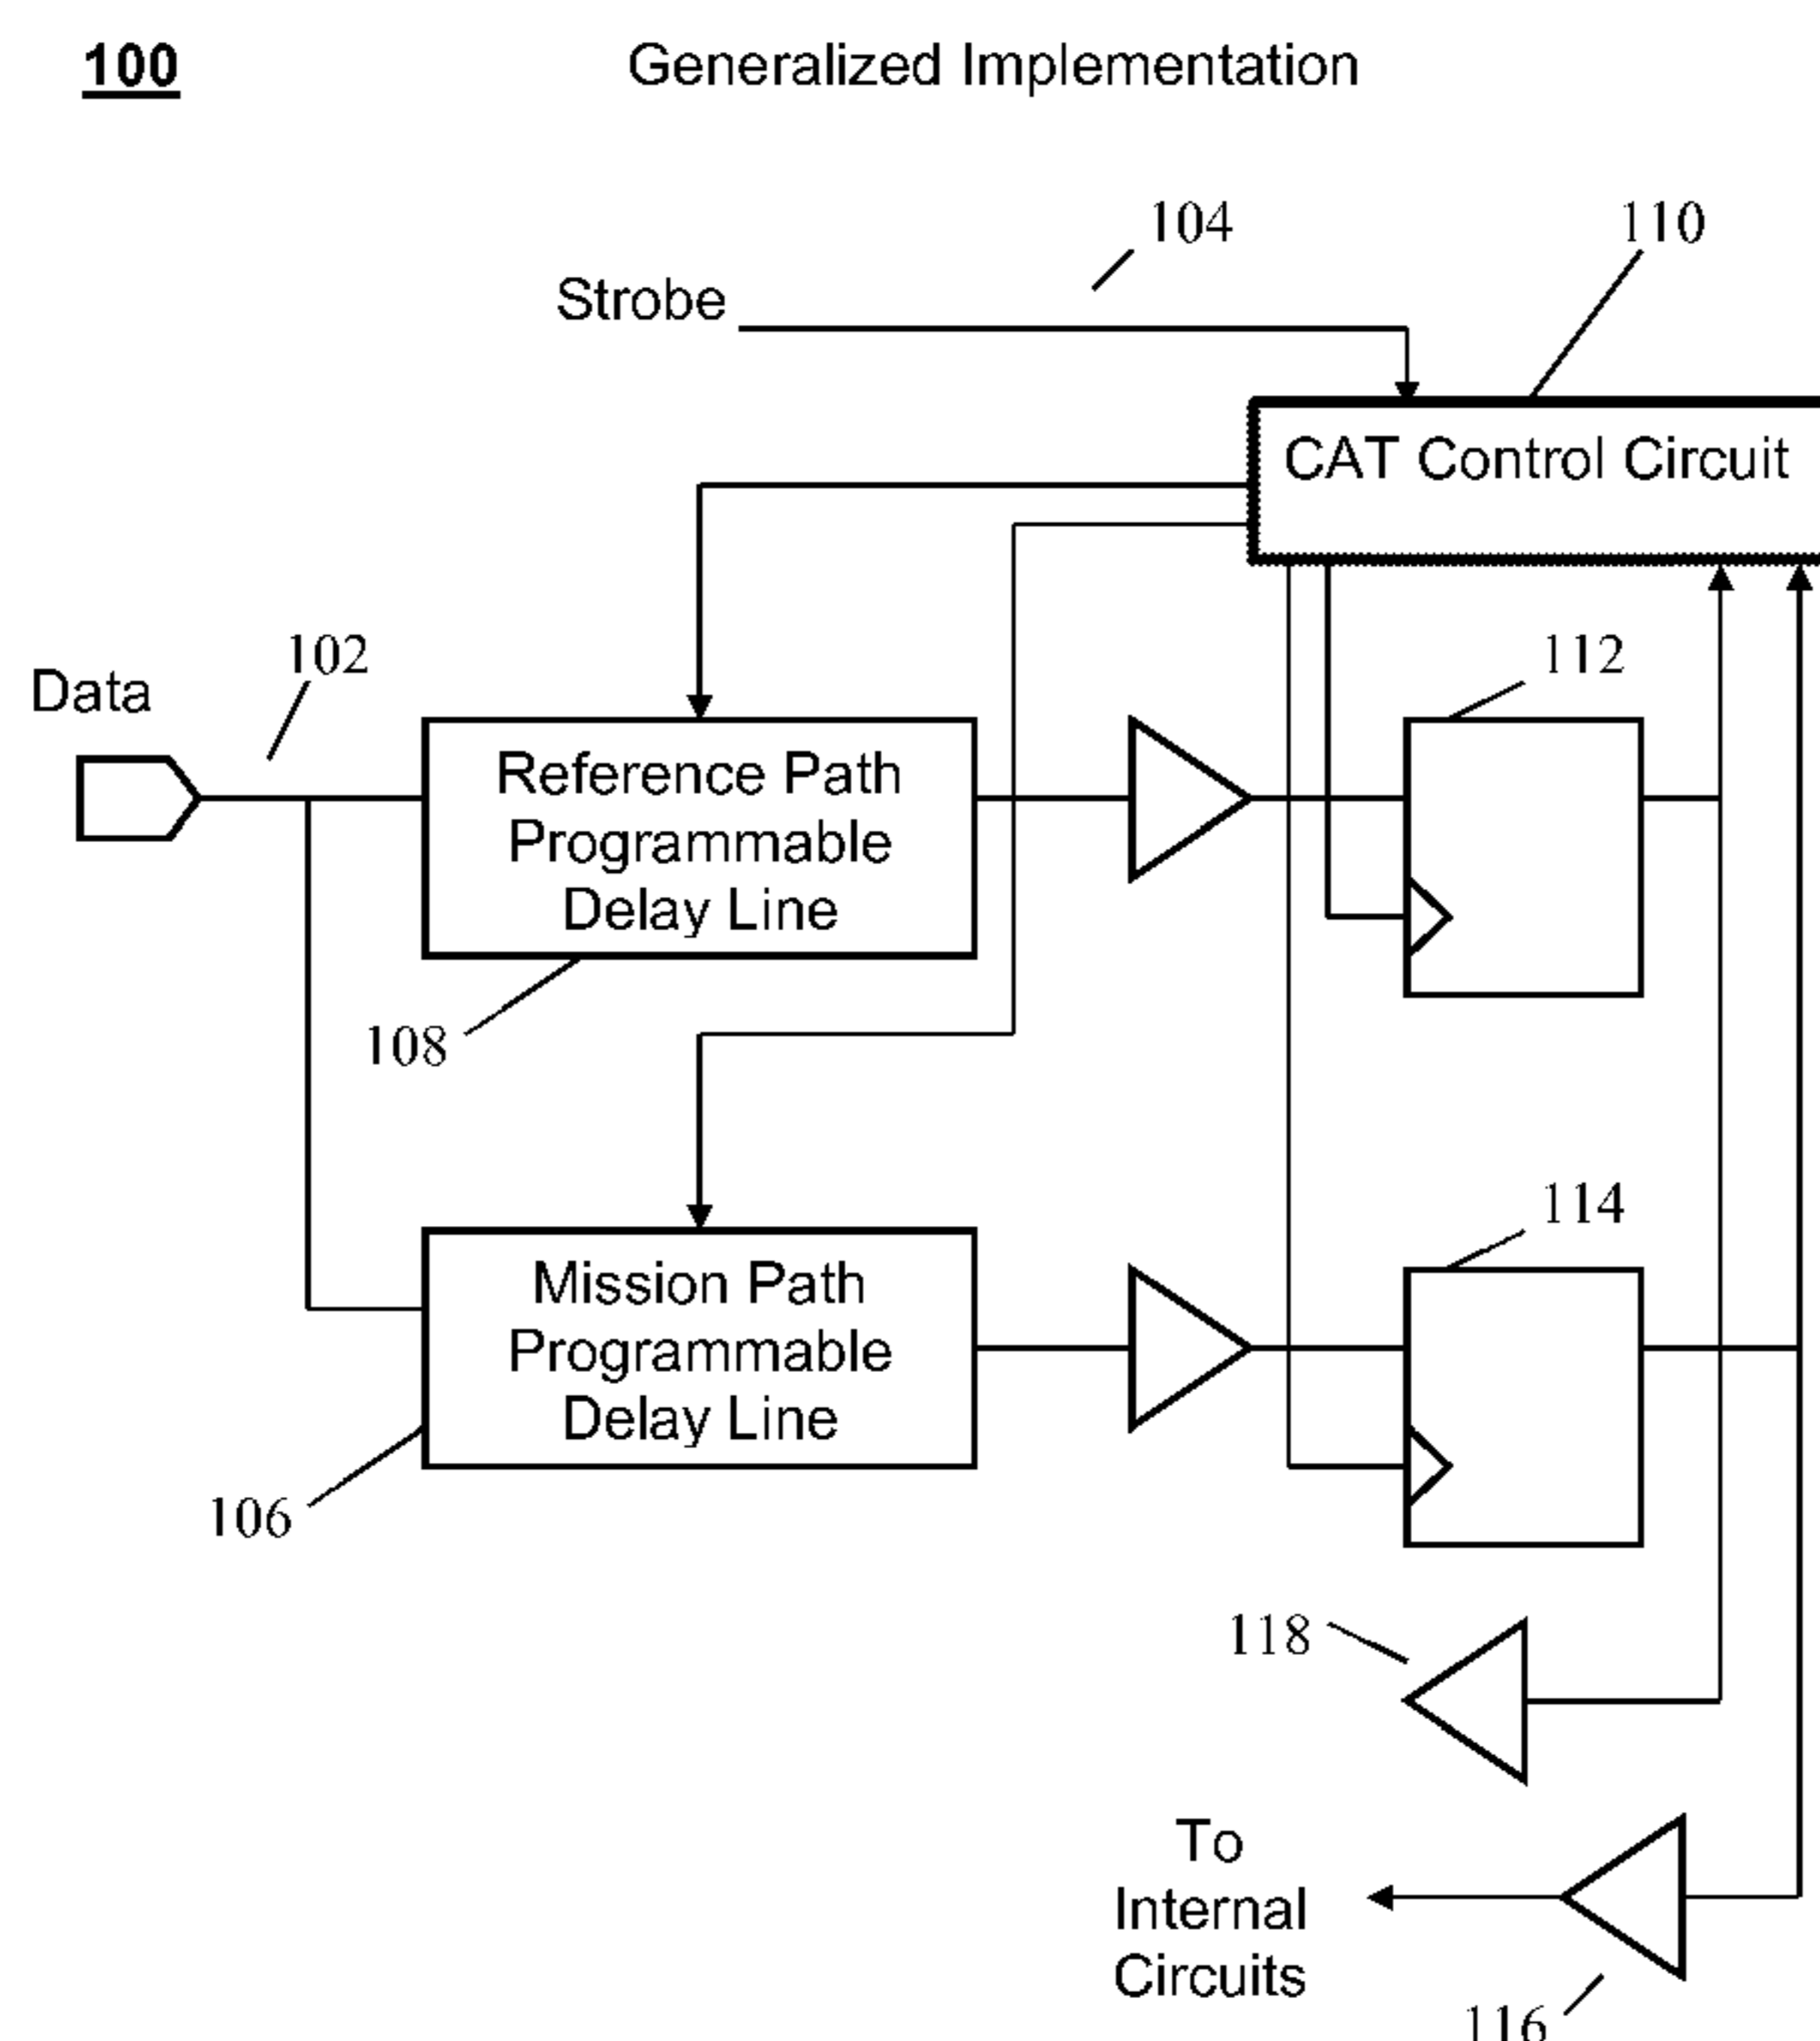 100
Generalized Implementation
104
110
Strobe
CAT Control Circuit
102
Data
112
Reference Path
Programmable
Delay Line
108
114
Mission Path
Programmable
Delay Line
106
118
To
Internal
Circuits
116